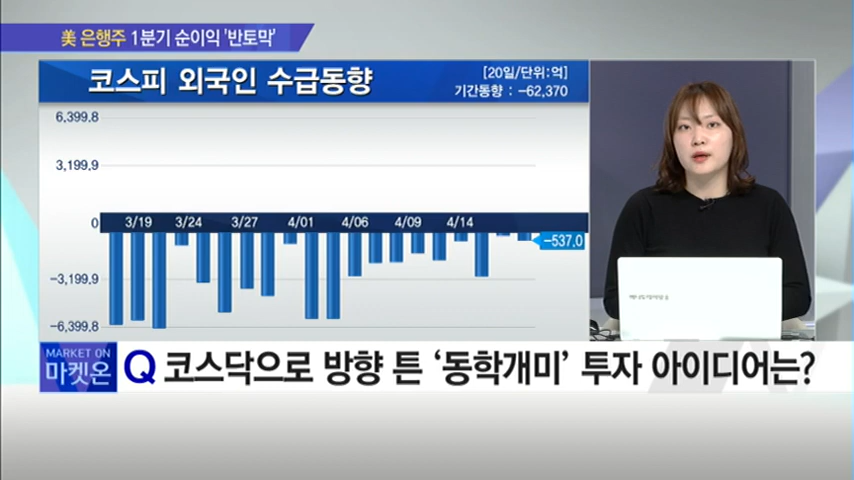 美 은행주 1분기 순이익 '반토막'
코스피 외국인 수급동향
[20일/단위:억]
기간동향 : -62,370
6,399.8
3,199.9
0
3/19 3/24 3/27 4/01 4/06 4/09 4/14
-537.0
-3,199.9
-6,399.8
MARKET ON
마켓온
Q 코스닥으로 방향 튼 '동학개미' 투자 아이디어는?